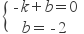 { -k+b=0
b= -2